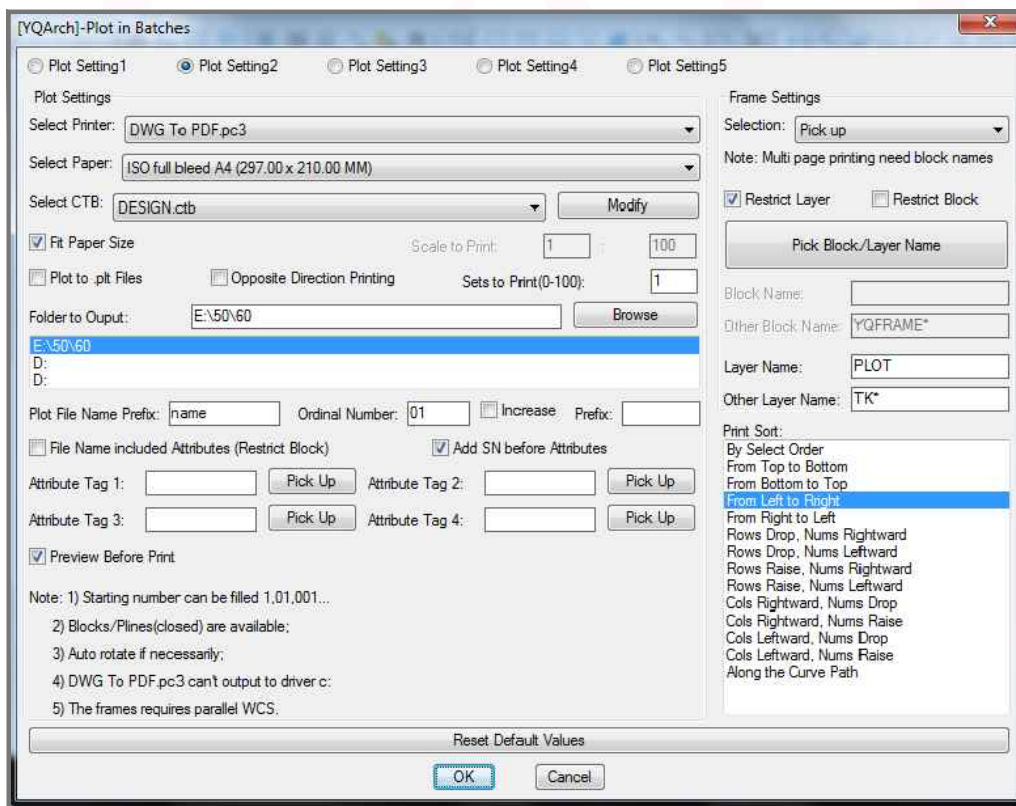 [YQArch]-Plot in Batches
Plot Setting1 Plot Setting2 Plot Setting3 Plot Setting4 Plot Setting5
Plot Settings
Select Printer: DWG To PDF.pc3
Select Paper: ISO full bleed A4 (297.00 x 210.00 MM)
Select CTB: DESIGN.ctb Modify
Fit Paper Size Scale to Print: 1 : 100
Plot to .plt Files Opposite Direction Printing Sets to Print(0-100): 1
Folder to Ouput: E:\50\60 Browse
E:\50\60
D:
D:
Plot File Name Prefix: name Ordinal Number: 01 Increase Prefix:
File Name included Attributes (Restrict Block) Add SN before Attributes
Attribute Tag 1: Pick Up Attribute Tag 2: Pick Up
Attribute Tag 3: Pick Up Attribute Tag 4: Pick Up
Preview Before Print
Note: 1) Starting number can be filled 1,01,001...
2) Blocks/Plines(closed) are available;
3) Auto rotate if necessarily;
4) DWG To PDF.pc3 can't output to driver c:
5) The frames requires parallel WCS.
Frame Settings
Selection: Pick up
Note: Multi page printing need block names
Restrict Layer Restrict Block
Pick Block/Layer Name
Block Name:
Other Block Name: YQFRAME*
Layer Name: PLOT
Other Layer Name: TK*
Print Sort:
By Select Order
From Top to Bottom
From Bottom to Top
From Left to Rright
From Right to Left
Rows Drop, Nums Rightward
Rows Drop, Nums Leftward
Rows Raise, Nums Rightward
Rows Raise, Nums Leftward
Cols Rightward, Nums Drop
Cols Rightward, Nums Raise
Cols Leftward, Nums Drop
Cols Leftward, Nums Raise
Along the Curve Path
Reset Default Values
OK Cancel